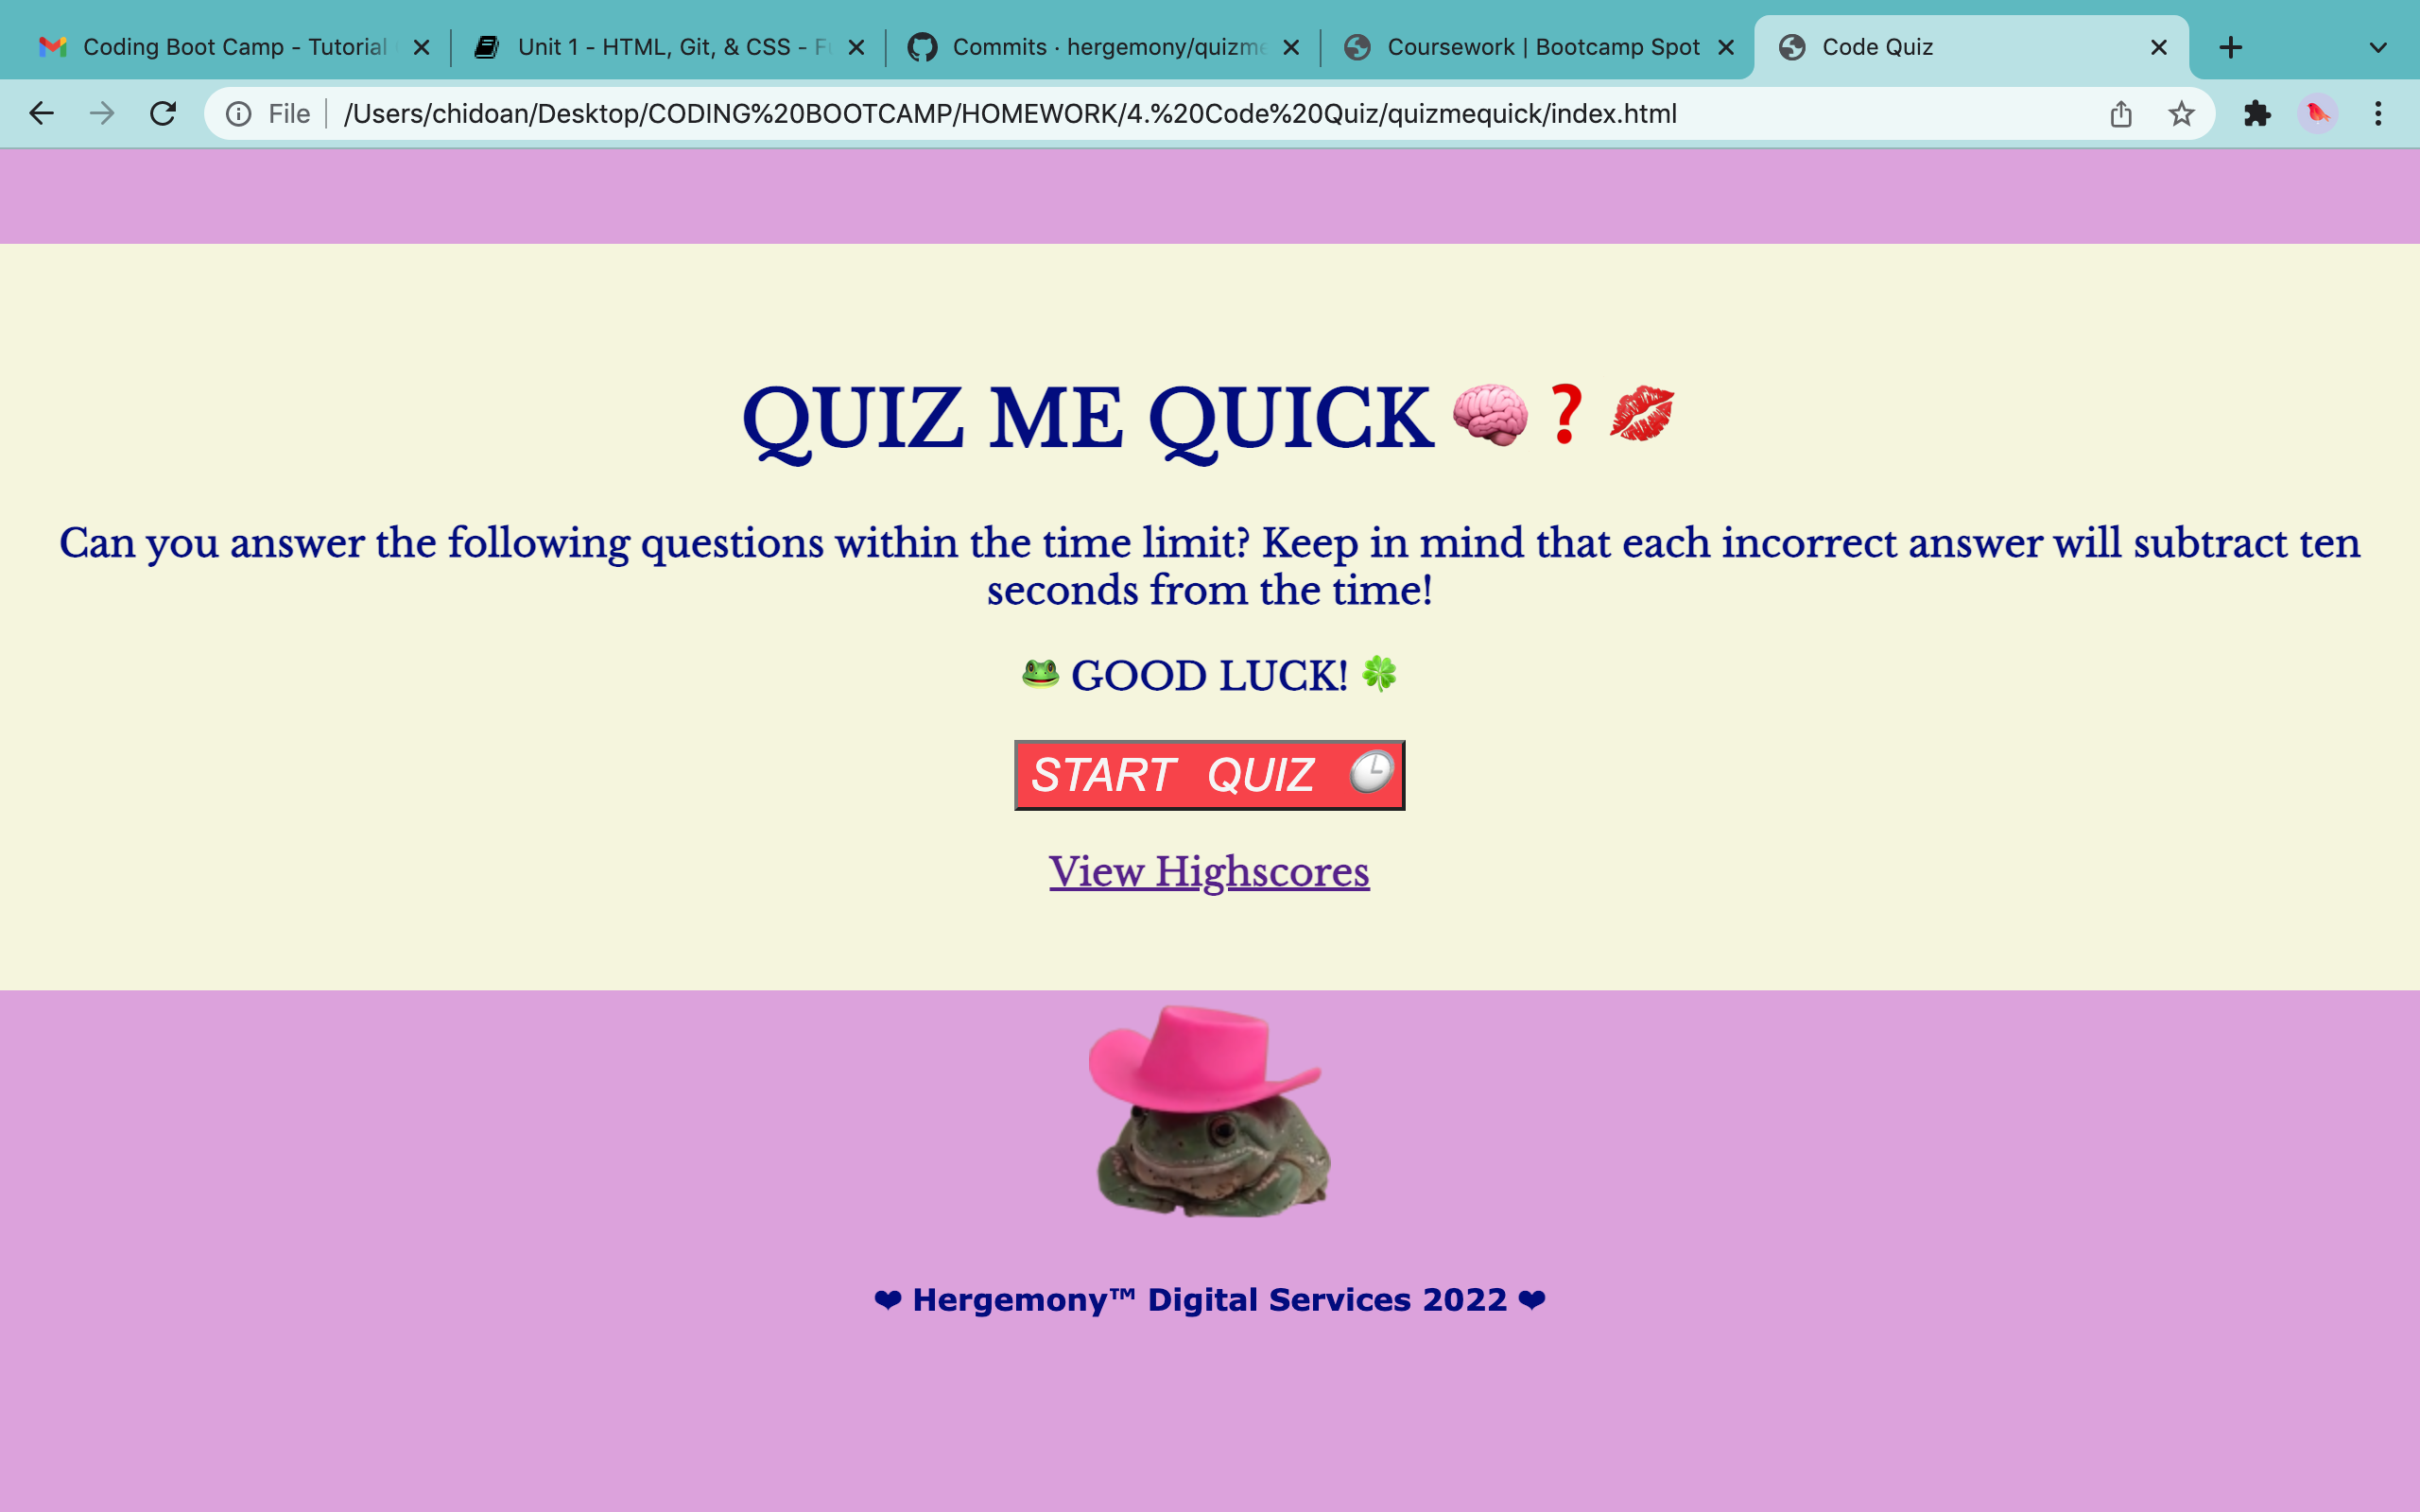 Coding Boot Camp - Tutorial
Unit 1 - HTML, Git, & CSS - Fu
Commits · hergemony/quizme
Coursework | Bootcamp Spot
Code Quiz
File
/Users/chidoan/Desktop/CODING%20BOOTCAMP/HOMEWORK/4.%20Code%20Quiz/quizmequick/index.html
QUIZ ME QUICK 🧠❓💋
Can you answer the following questions within the time limit? Keep in mind that each incorrect answer will subtract ten
seconds from the time!
🐸 GOOD LUCK! 🍀
START QUIZ 🕒
View Highscores
❤ Hergemony™ Digital Services 2022 ❤